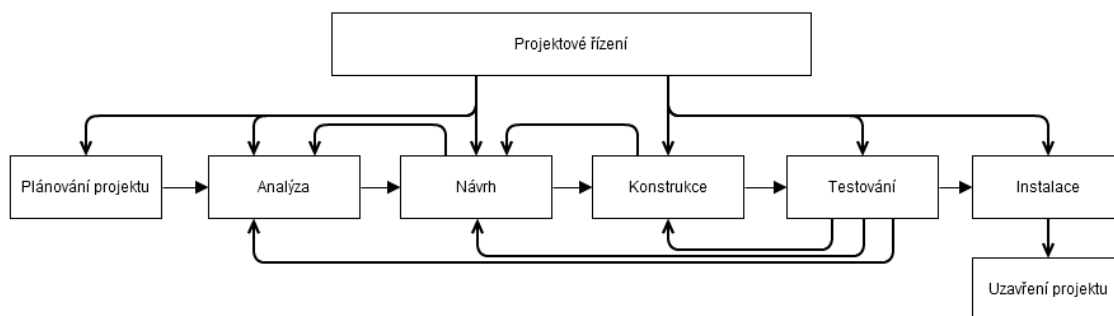 Projektové řízení
Plánování projektu
Analýza
Návrh
Konstrukce
Testování
Instalace
Uzavření projektu